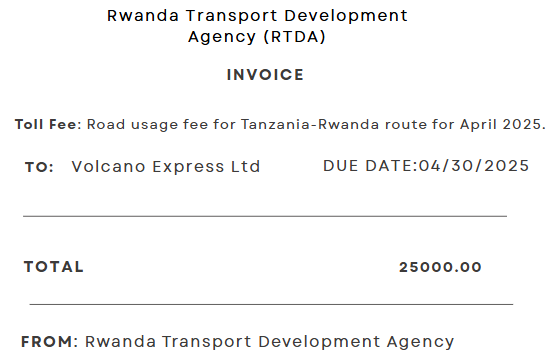 Rwanda Transport Development
Agency (RTDA)
INVOICE
Toll Fee: Road usage fee for Tanzania-Rwanda route for April 2025.
TO: Volcano Express Ltd DUE DATE:04/30/2025
TOTAL 25000.00
FROM: Rwanda Transport Development Agency